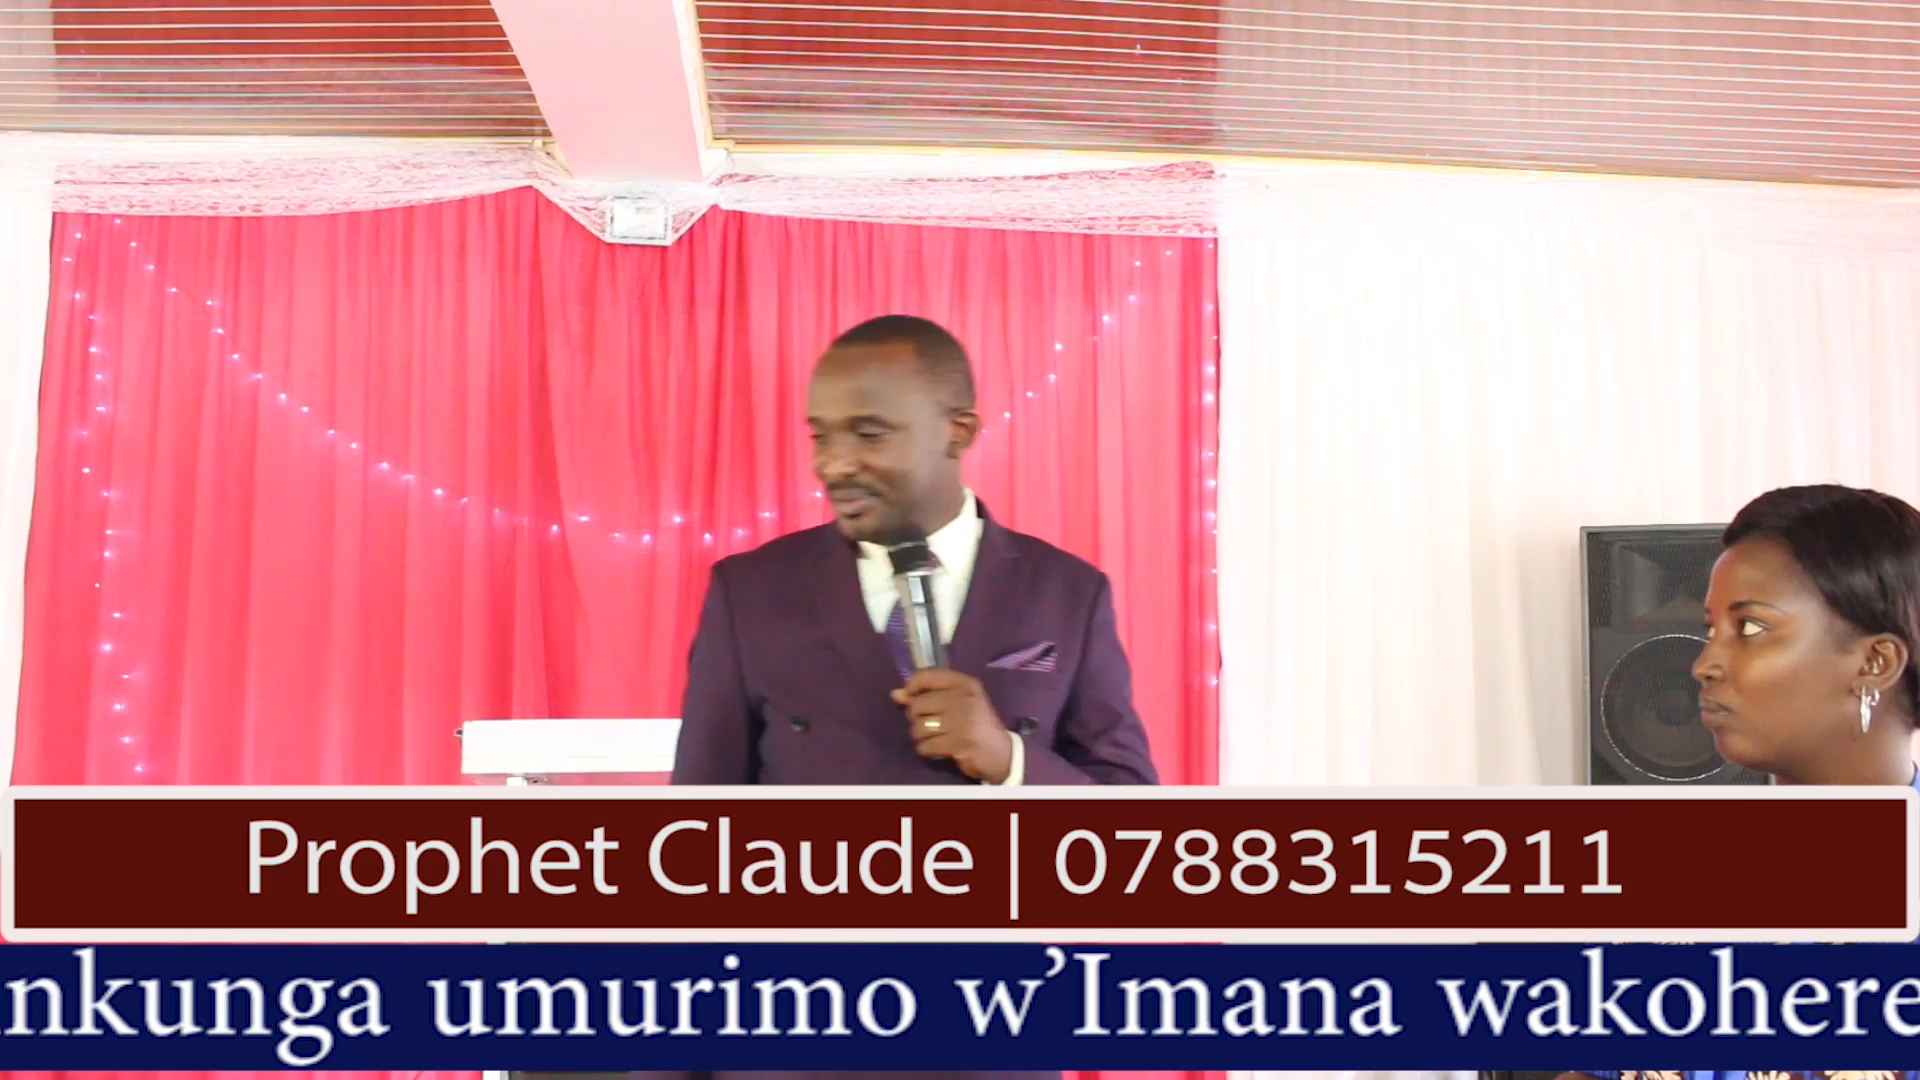 Prophet Claude | 0788315211
nkunga umurimo w’Imana wakohere